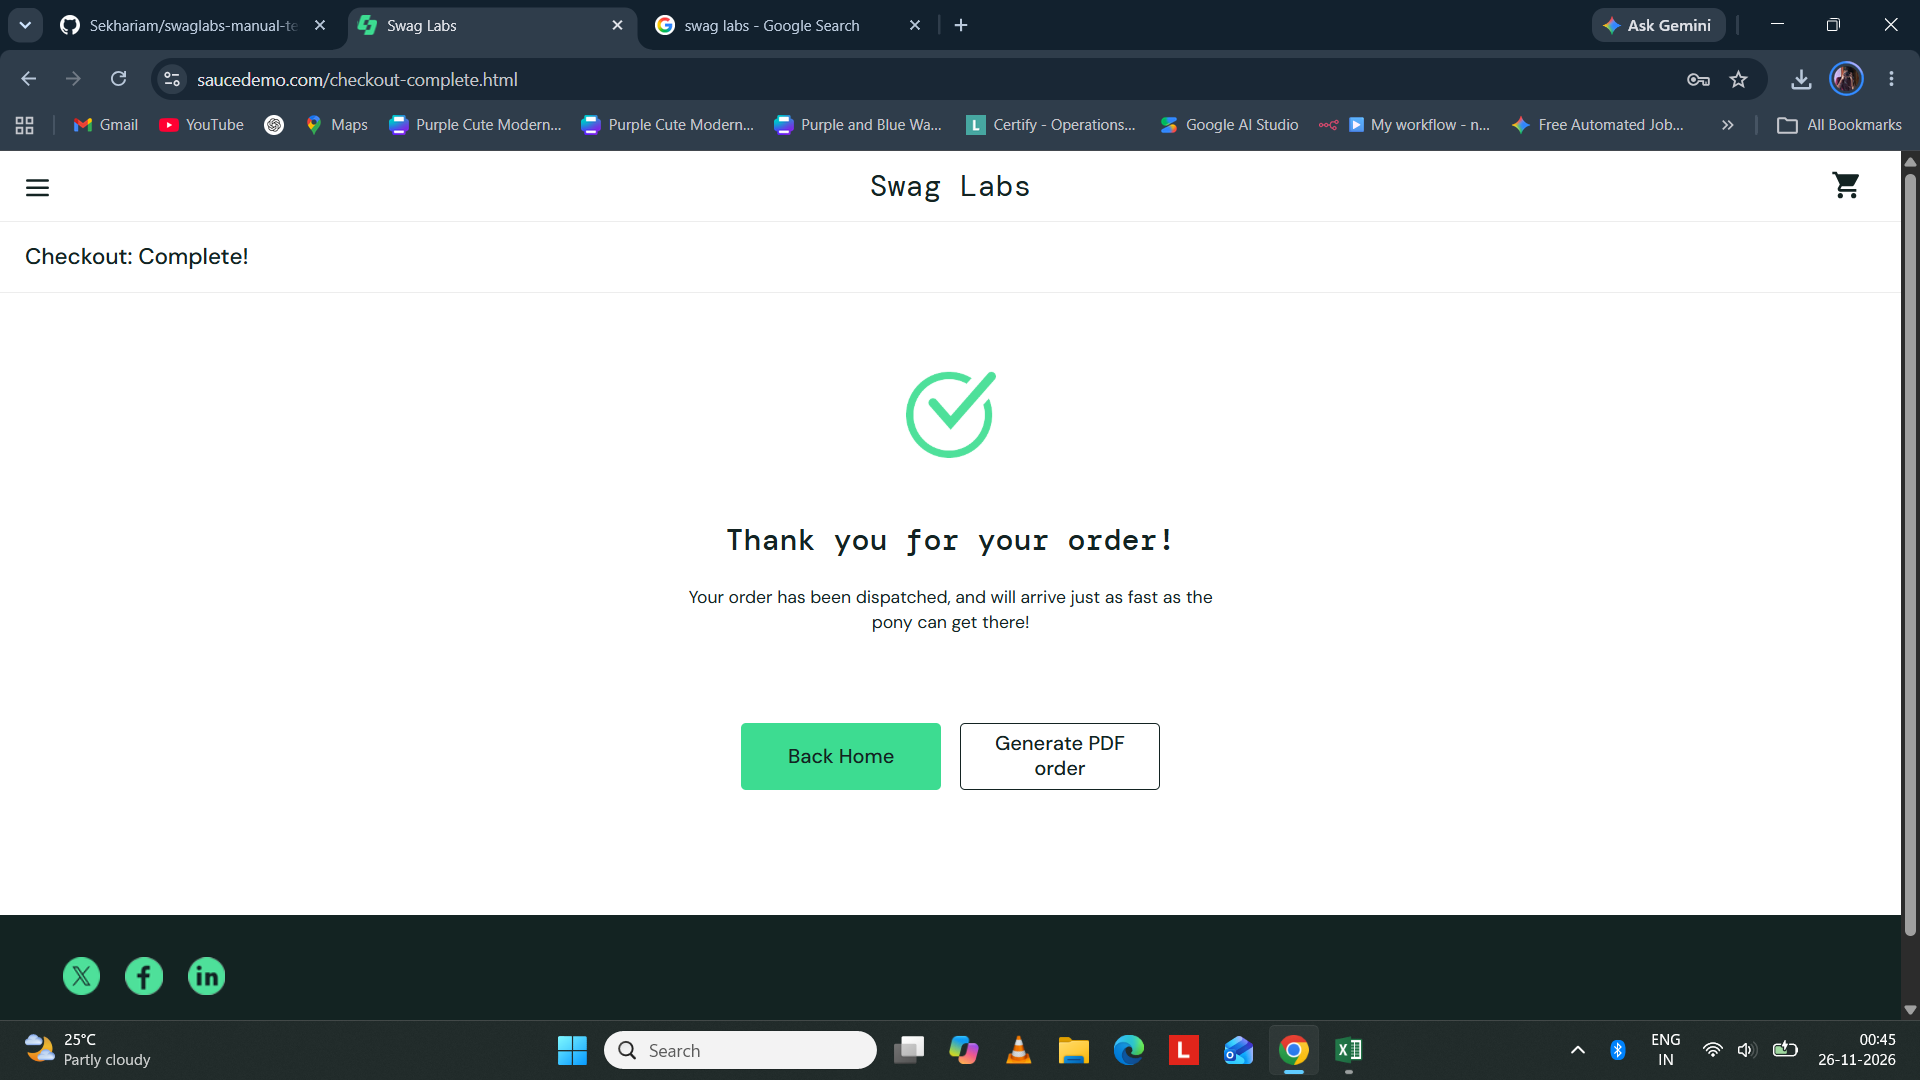 Sekhariam/swaglabs-manual-te
Swag Labs
swag labs - Google Search
Ask Gemini
saucedemo.com/checkout-complete.html
Gmail
YouTube
Maps
Purple Cute Modern...
Purple Cute Modern...
Purple and Blue Wa...
L
Certify - Operations...
Google AI Studio
My workflow - n...
Free Automated Job...
All Bookmarks
Swag Labs
Checkout: Complete!
Thank you for your order!
Your order has been dispatched, and will arrive just as fast as the
pony can get there!
Back Home
Generate PDF
order
25°C
Partly cloudy
Search
L
ENG
IN
00:45
26-11-2026